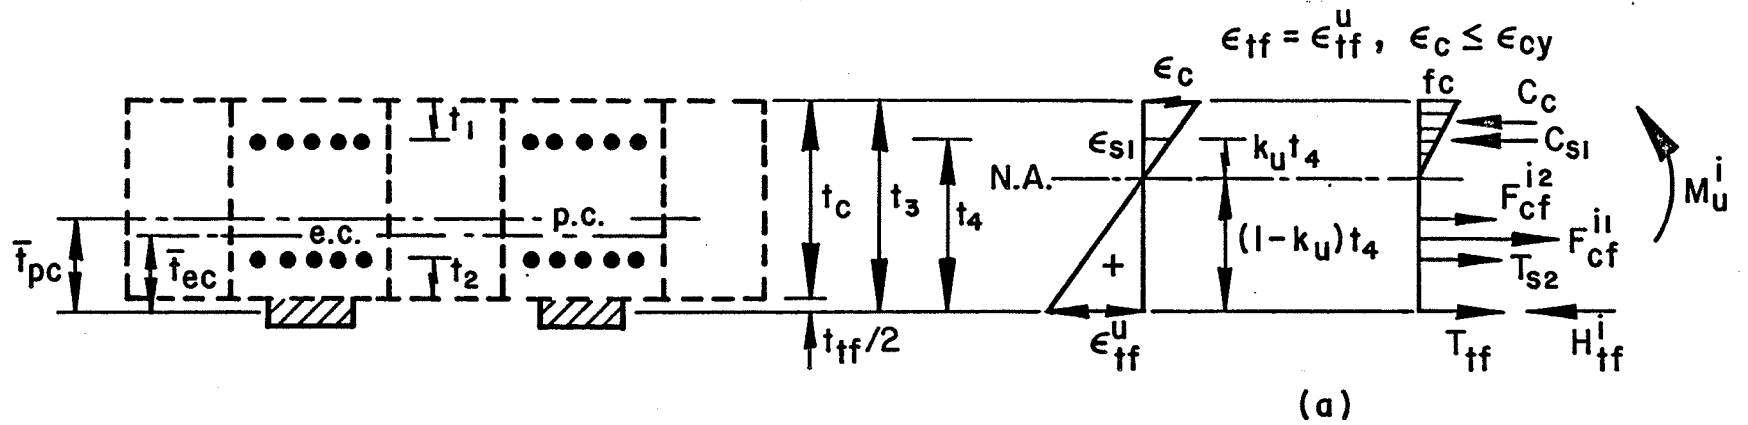 ϵ_tf = ϵ_tf^u , ϵ_c ≤ ϵ_cy
ϵ_c
f_c
t_1
C_c
ϵ_s1
k_u t_4
C_s1
N.A.
t_c
t_3
t_4
M_u^i
p.c.
F_cf^i2
e.c.
t̄_pc
t̄_ec
(1-k_u)t_4
F_cf^i1
t_2
+
T_s2
t_tf/2
ϵ_tf^u
T_tf
H_tf^i
(a)